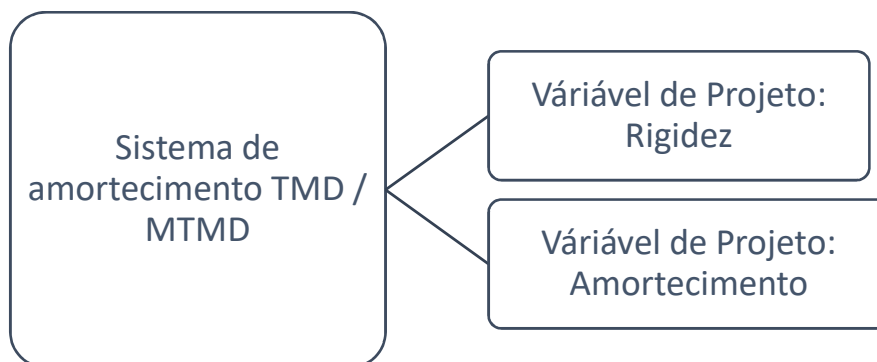 Sistema de
amortecimento TMD /
MTMD
Váriável de Projeto:
Rigidez
Váriável de Projeto:
Amortecimento